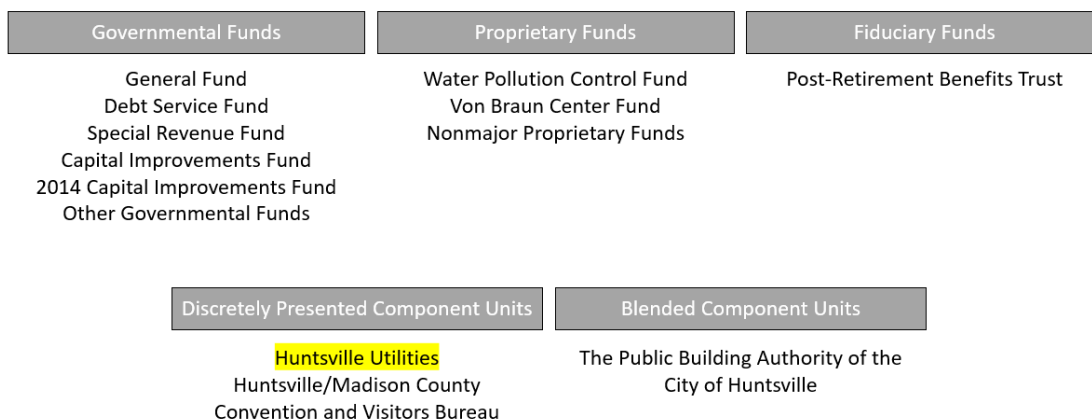 Governmental Funds
General Fund
Debt Service Fund
Special Revenue Fund
Capital Improvements Fund
2014 Capital Improvements Fund
Other Governmental Funds
Proprietary Funds
Water Pollution Control Fund
Von Braun Center Fund
Nonmajor Proprietary Funds
Fiduciary Funds
Post-Retirement Benefits Trust
Discretely Presented Component Units
Huntsville Utilities
Huntsville/Madison County
Convention and Visitors Bureau
Blended Component Units
The Public Building Authority of the
City of Huntsville